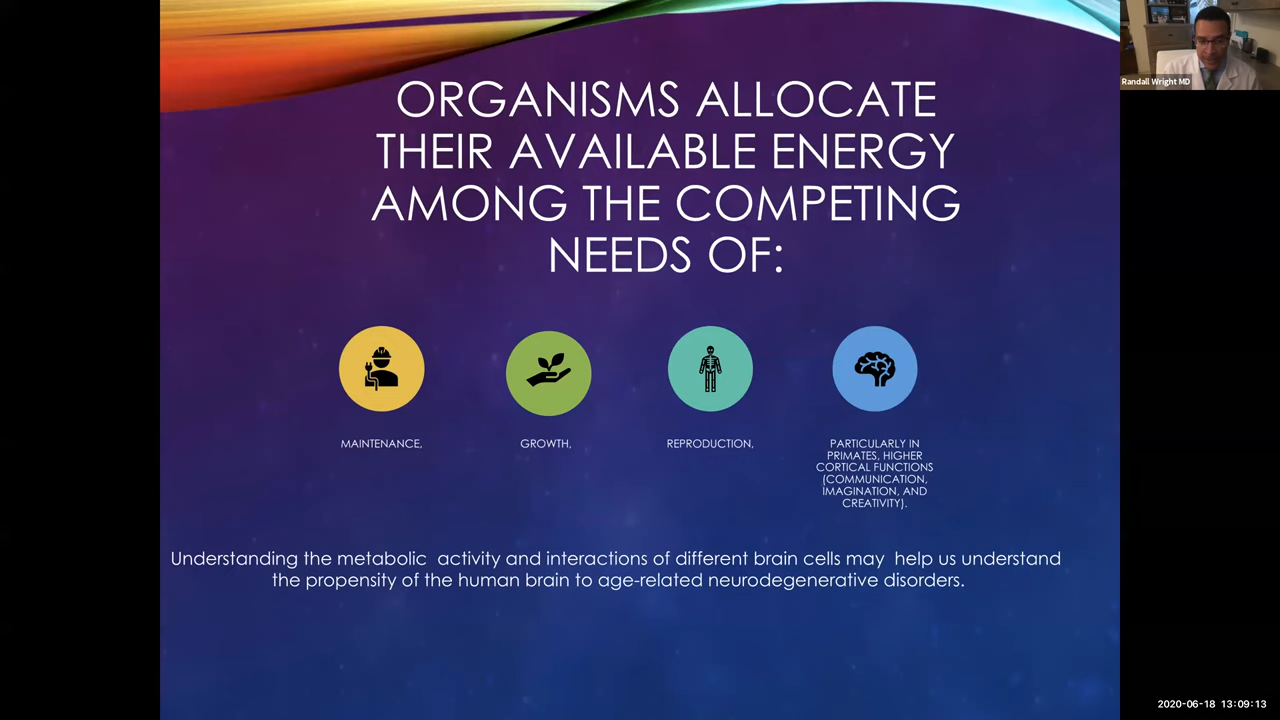 Randall Wright MD
ORGANISMS ALLOCATE
THEIR AVAILABLE ENERGY
AMONG THE COMPETING
NEEDS OF:
MAINTENANCE,
GROWTH,
REPRODUCTION,
PARTICULARLY IN
PRIMATES, HIGHER
CORTICAL FUNCTIONS
(COMMUNICATION,
IMAGINATION, AND
CREATIVITY).
Understanding the metabolic activity and interactions of different brain cells may help us understand
the propensity of the human brain to age-related neurodegenerative disorders.
2020-06-18 13:09:13